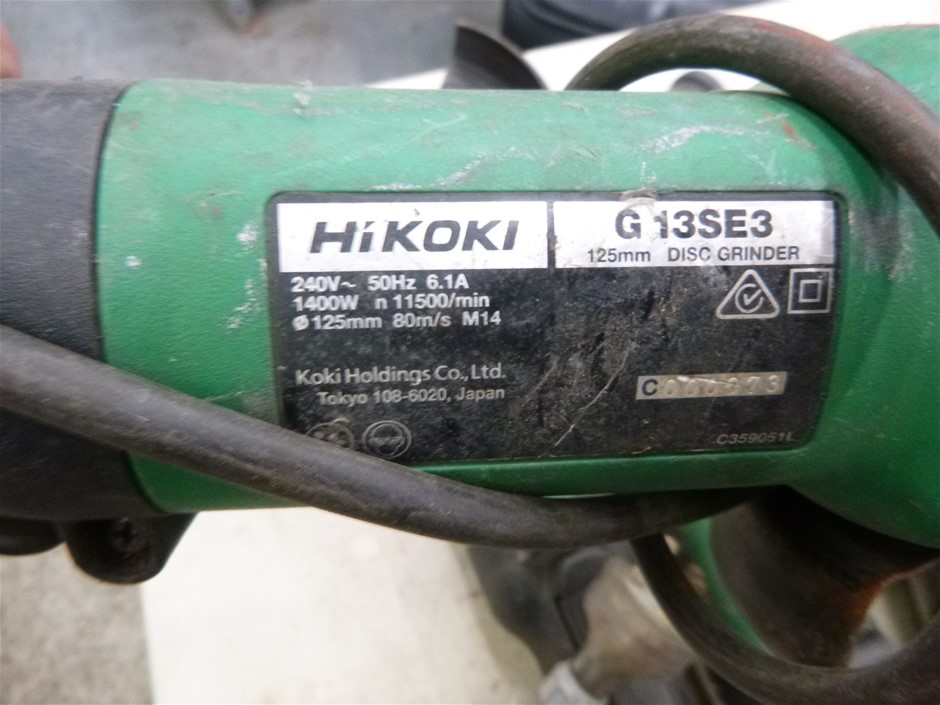 HiKOKI
G 13SE3
125mm DISC GRINDER
240V~ 50Hz 6.1A
1400W n 11500/min
Ø125mm 80m/s M14
Koki Holdings Co., Ltd.
Tokyo 108-6020, Japan
C000673
C359051L